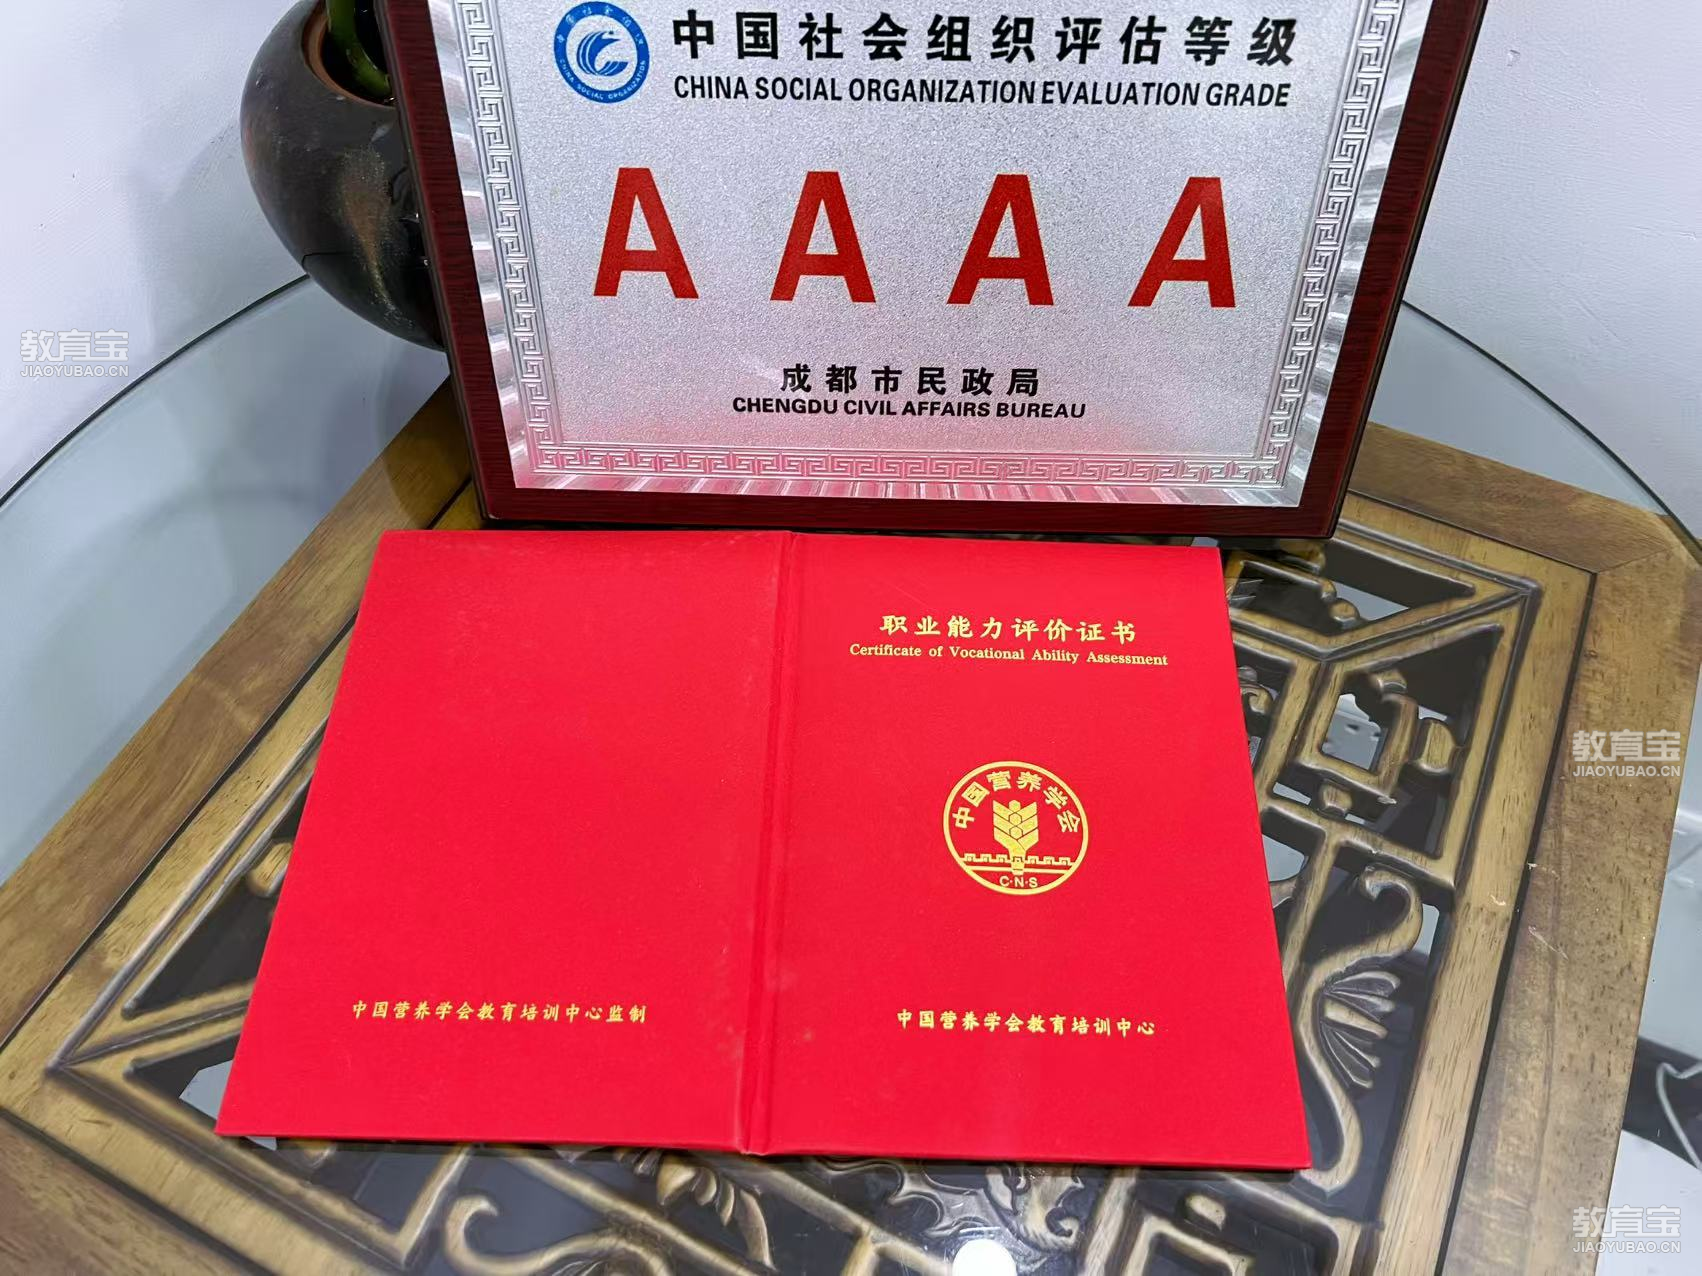 中国社会组织评估等级
CHINA SOCIAL ORGANIZATION EVALUATION GRADE
AAAA
成都市民政局
CHENGDU CIVIL AFFAIRS BUREAU
教育宝
JIAOYUBAO.CN
职业能力评价证书
Certificate of Vocational Ability Assessment
教育宝
JIAOYUBAO.CN
中国营养学会
C·N·S
中国营养学会教育培训中心监制
中国营养学会教育培训中心
教育宝
JIAOYUBAO.CN